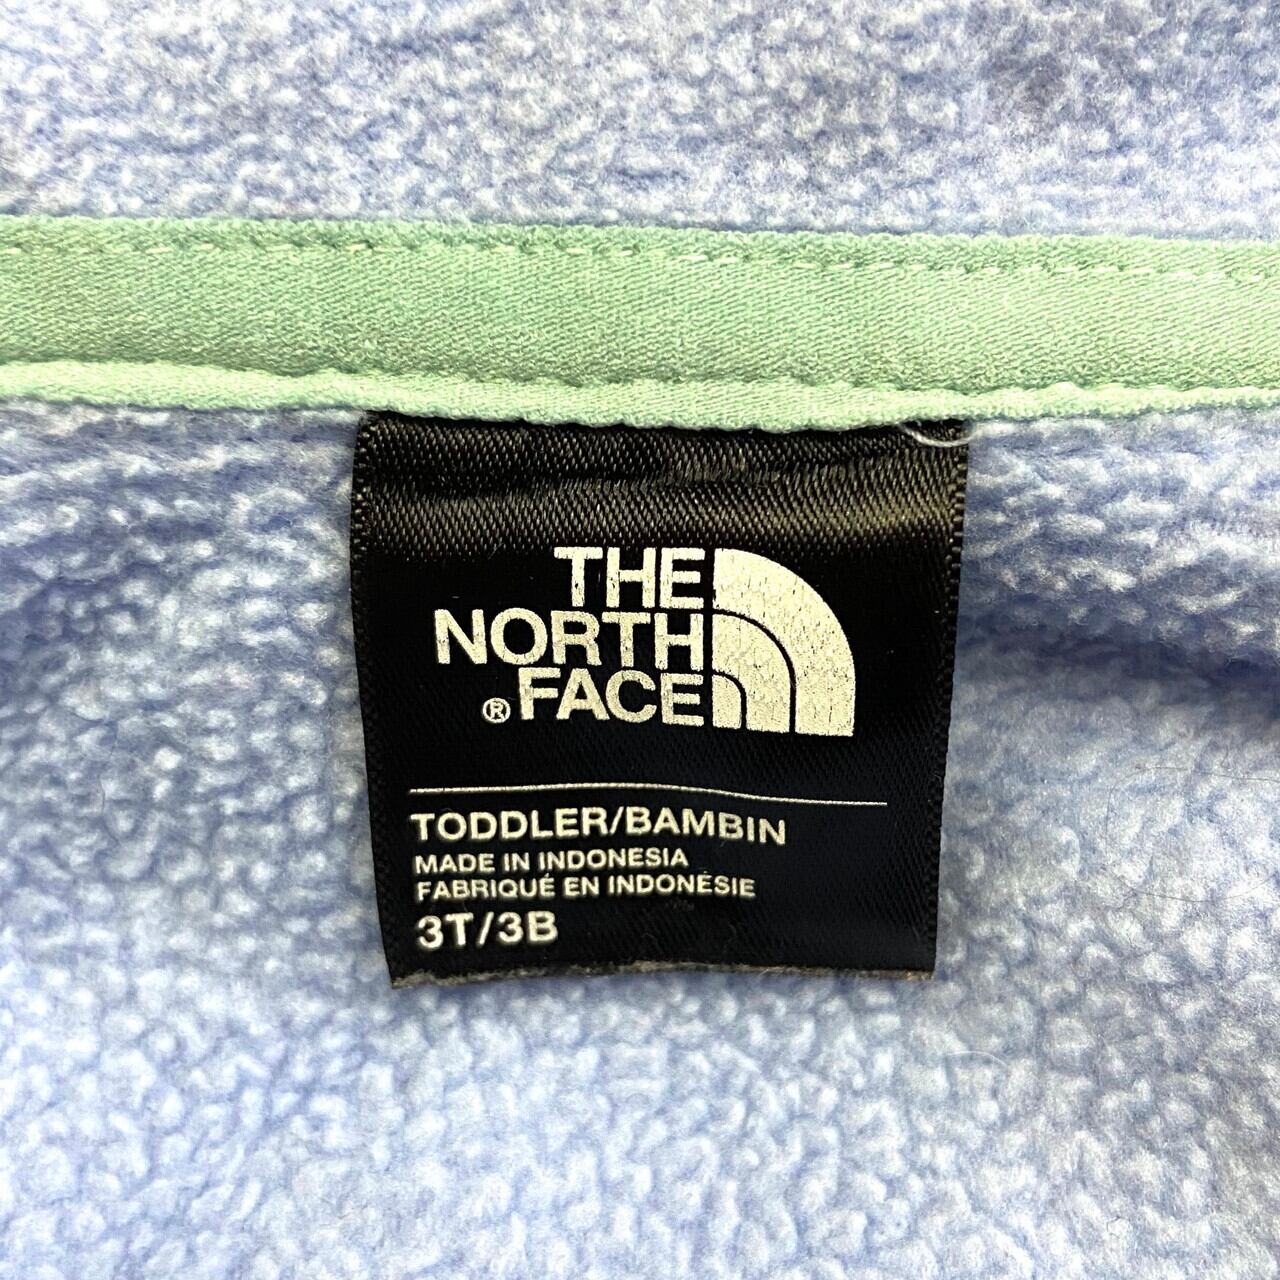 THE
NORTH
® FACE
TODDLER/BAMBIN
MADE IN INDONESIA
FABRIQUÉ EN INDONÉSIE
3T/3B